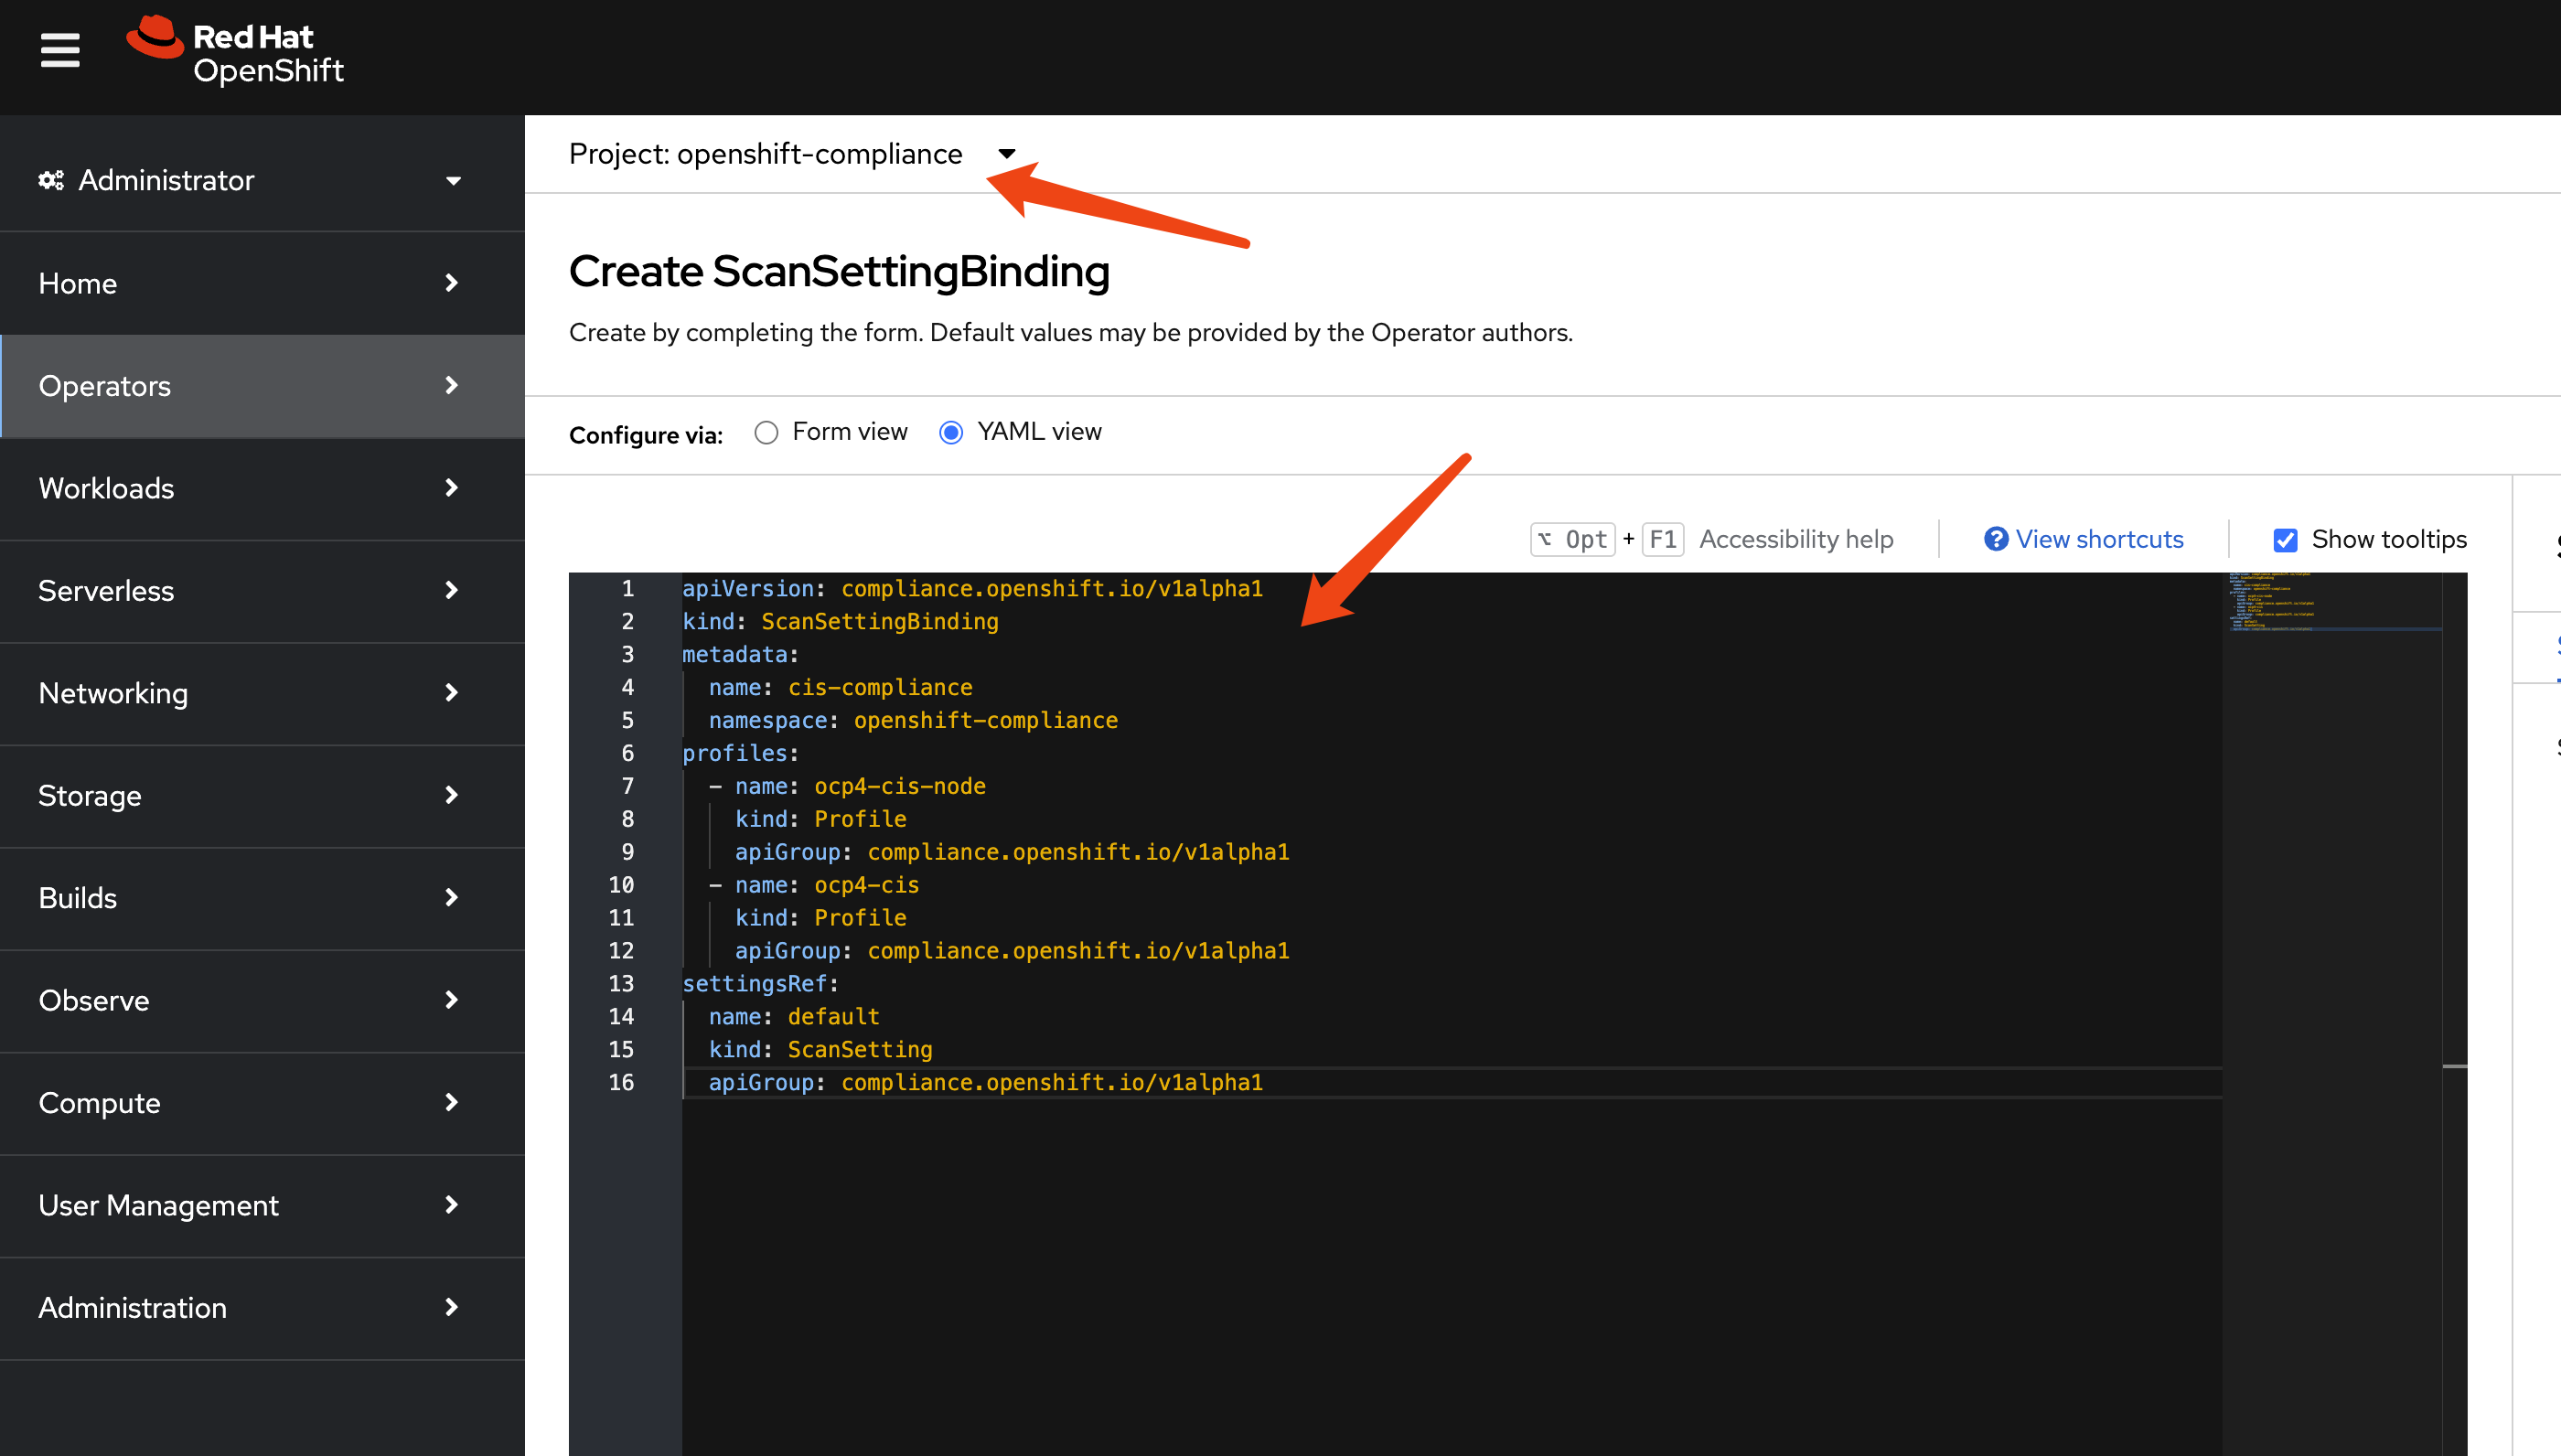 Red Hat
OpenShift
Administrator
Home
Operators
Workloads
Serverless
Networking
Storage
Builds
Observe
Compute
User Management
Administration
Project: openshift-compliance
Create ScanSettingBinding
Create by completing the form. Default values may be provided by the Operator authors.
Configure via: Form view YAML view
⌥ Opt + F1 Accessibility help View shortcuts Show tooltips
1 apiVersion: compliance.openshift.io/v1alpha1
2 kind: ScanSettingBinding
3 metadata:
4 name: cis-compliance
5 namespace: openshift-compliance
6 profiles:
7 - name: ocp4-cis-node
8 kind: Profile
9 apiGroup: compliance.openshift.io/v1alpha1
10 - name: ocp4-cis
11 kind: Profile
12 apiGroup: compliance.openshift.io/v1alpha1
13 settingsRef:
14 name: default
15 kind: ScanSetting
16 apiGroup: compliance.openshift.io/v1alpha1